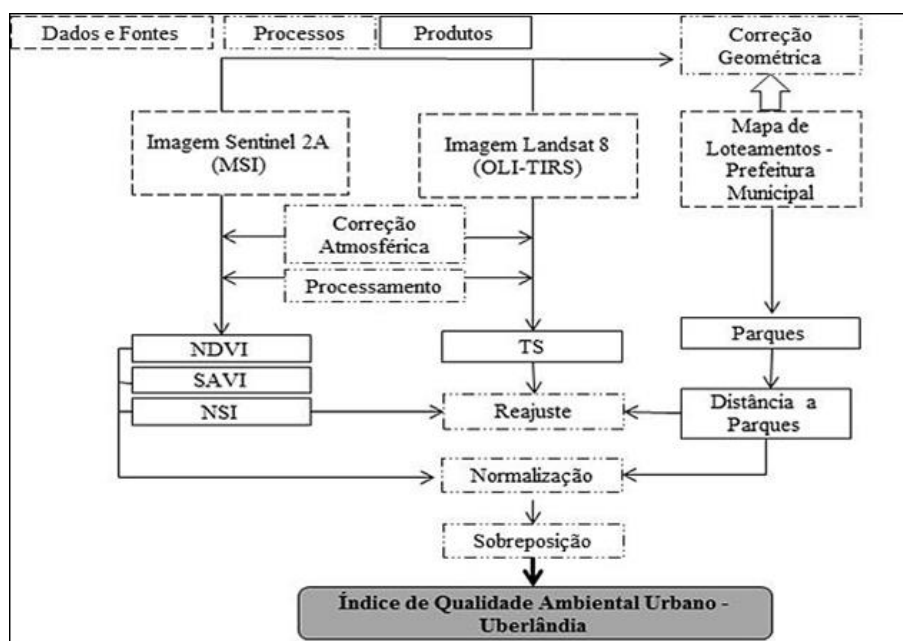 Dados e Fontes
Processos
Produtos
Correção
Geométrica
Imagem Sentinel 2A
(MSI)
Imagem Landsat 8
(OLI-TIRS)
Mapa de
Loteamentos -
Prefeitura
Municipal
Correção
Atmosférica
Processamento
NDVI
SAVI
NSI
TS
Parques
Reajuste
Distância a
Parques
Normalização
Sobreposição
Índice de Qualidade Ambiental Urbano -
Uberlândia